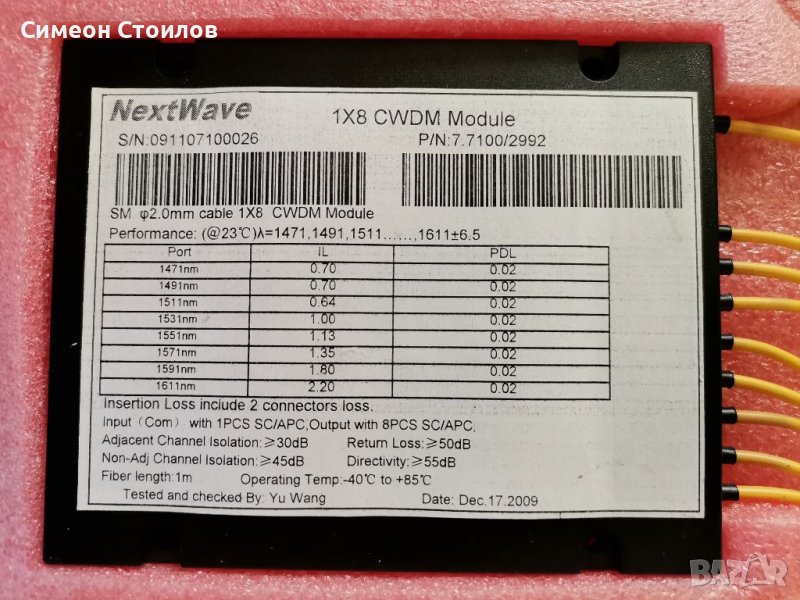 Симеон Стоилов
NextWave
1X8 CWDM Module
S/N:091107100026
P/N:7.7100/2992
SM φ2.0mm cable 1X8 CWDM Module
Performance: (@23℃)λ=1471,1491,1511......,1611±6.5
Port IL PDL
1471nm 0.70 0.02
1491nm 0.70 0.02
1511nm 0.64 0.02
1531nm 1.00 0.02
1551nm 1.13 0.02
1571nm 1.35 0.02
1591nm 1.80 0.02
1611nm 2.20 0.02
Insertion Loss include 2 connectors loss.
Input（Com）with 1PCS SC/APC,Output with 8PCS SC/APC,
Adjacent Channel Isolation:≥30dB Return Loss:≥50dB
Non-Adj Channel Isolation:≥45dB Directivity:≥55dB
Fiber length:1m Operating Temp:-40℃ to +85℃
Tested and checked By: Yu Wang Date: Dec.17.2009
BAZAR